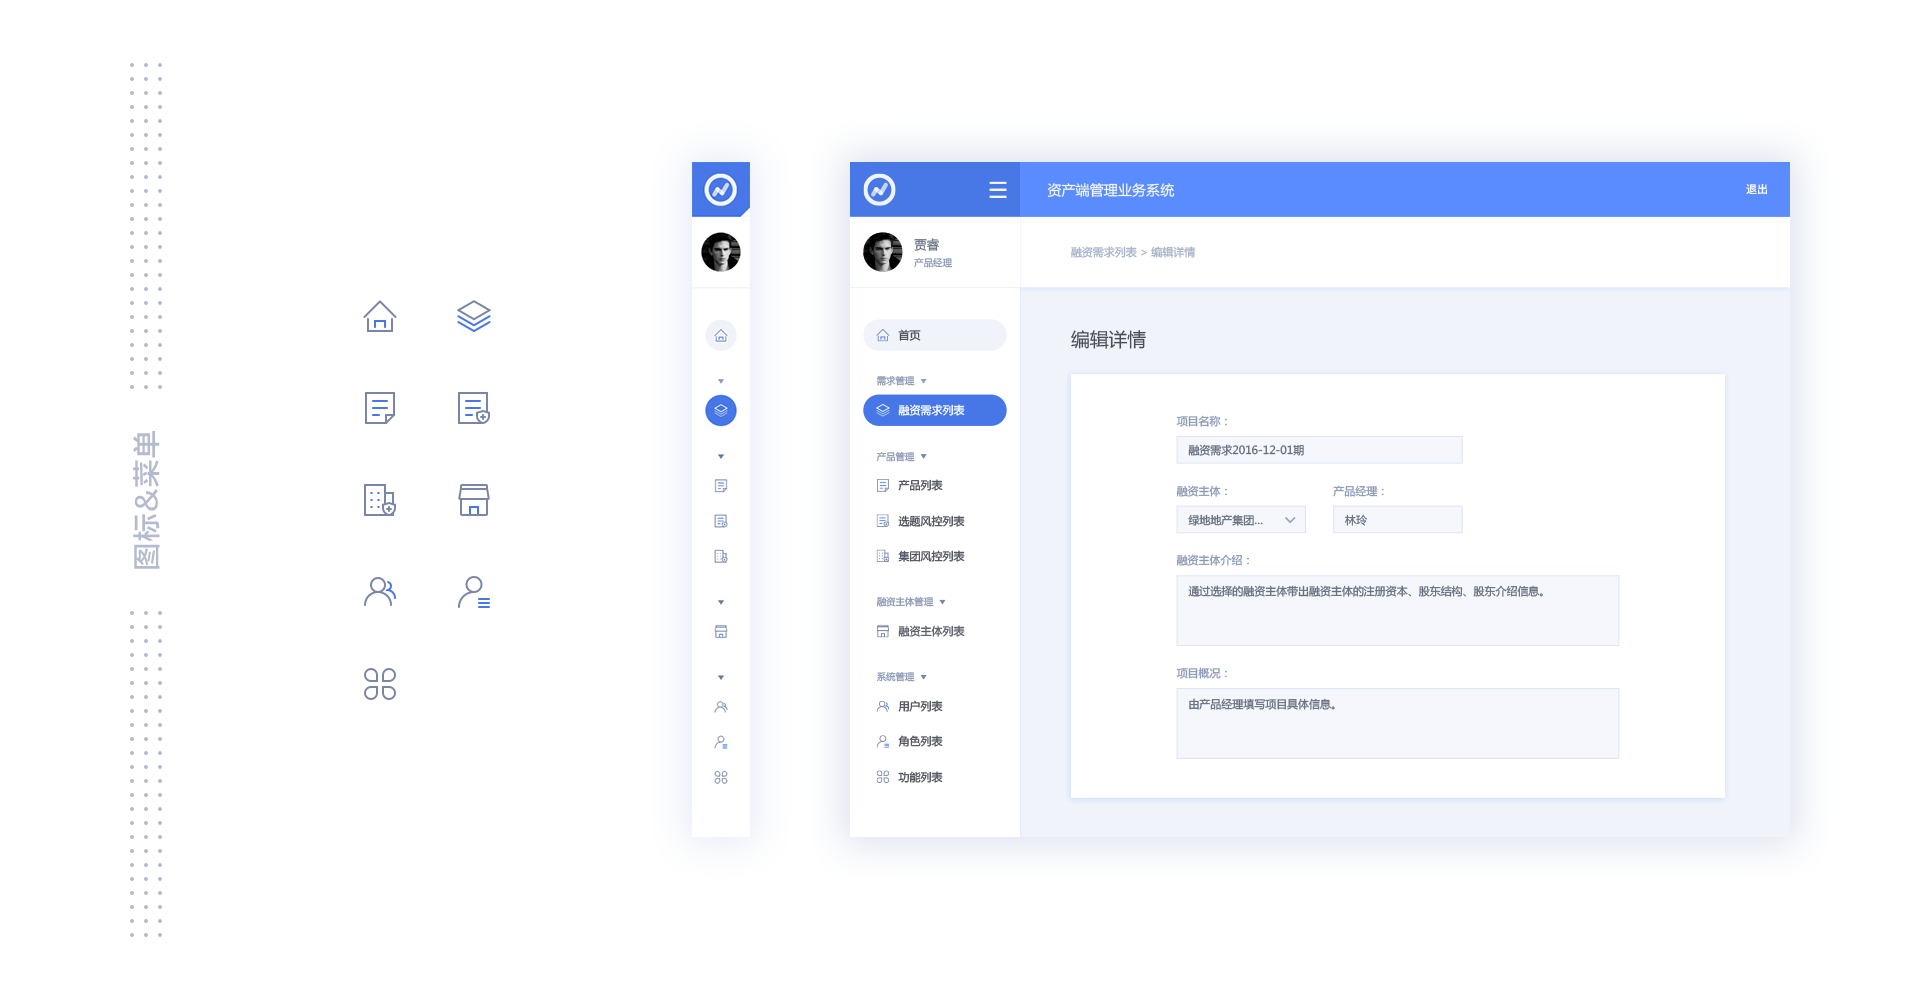 图标&菜单
资产端管理业务系统
退出
贾睿
产品经理
融资需求列表 > 编辑详情
首页
需求管理
融资需求列表
产品管理
产品列表
选题风控列表
集团风控列表
融资主体管理
融资主体列表
系统管理
用户列表
角色列表
功能列表
编辑详情
项目名称：
融资需求2016-12-01期
融资主体：
产品经理：
绿地地产集团...
林玲
融资主体介绍：
通过选择的融资主体带出融资主体的注册资本、股东结构、股东介绍信息。
项目概况：
由产品经理填写项目具体信息。